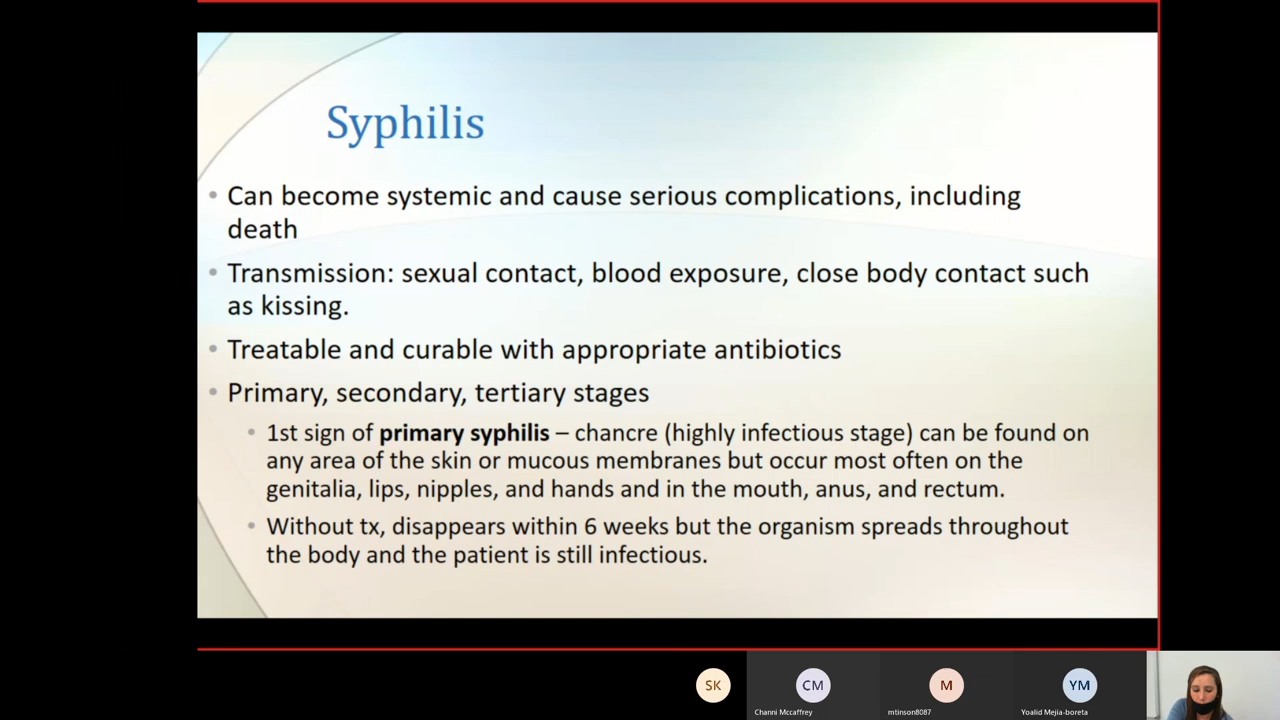 Syphilis
• Can become systemic and cause serious complications, including
death
• Transmission: sexual contact, blood exposure, close body contact such
as kissing.
• Treatable and curable with appropriate antibiotics
• Primary, secondary, tertiary stages
• 1st sign of primary syphilis – chancre (highly infectious stage) can be found on
any area of the skin or mucous membranes but occur most often on the
genitalia, lips, nipples, and hands and in the mouth, anus, and rectum.
• Without tx, disappears within 6 weeks but the organism spreads throughout
the body and the patient is still infectious.
SK
CM
M
YM
Channi Mccaffrey
mtinson8087
Yoalid Mejia-boreta